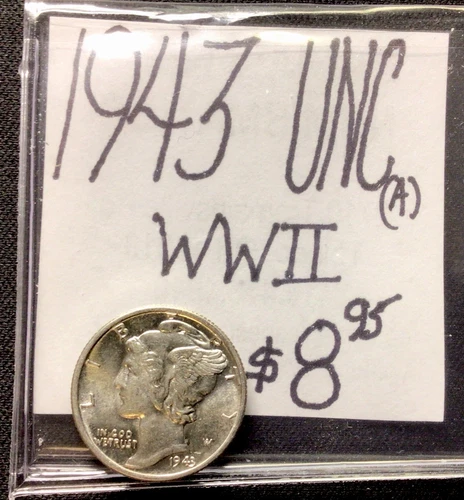 1943 UNC
(A)
WWII
$8 95
LIBERTY
IN GOD
WE TRUST
1943